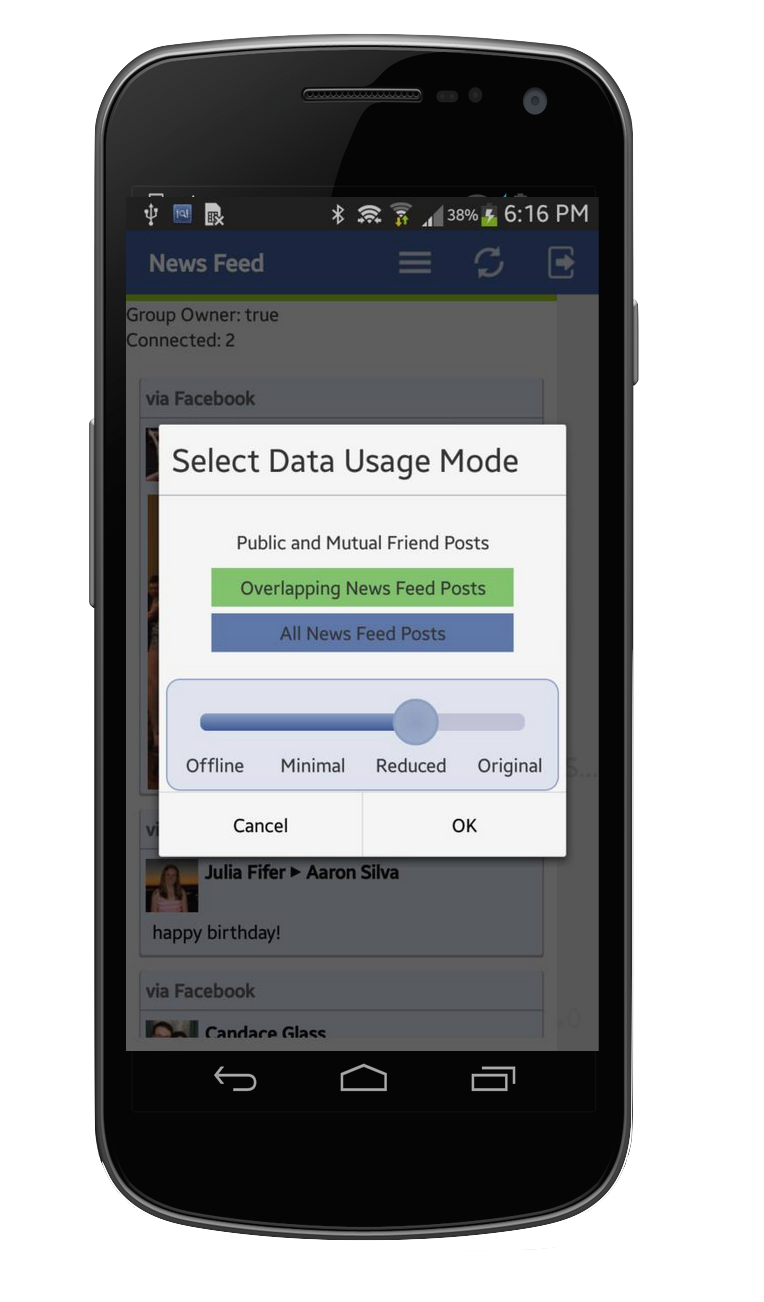 38% 6:16 PM
News Feed
Group Owner: true
Connected: 2
via Facebook
Select Data Usage Mode
Public and Mutual Friend Posts
Overlapping News Feed Posts
All News Feed Posts
Offline Minimal Reduced Original
Cancel OK
Julia Fifer ▸ Aaron Silva
happy birthday!
via Facebook
Candace Glass